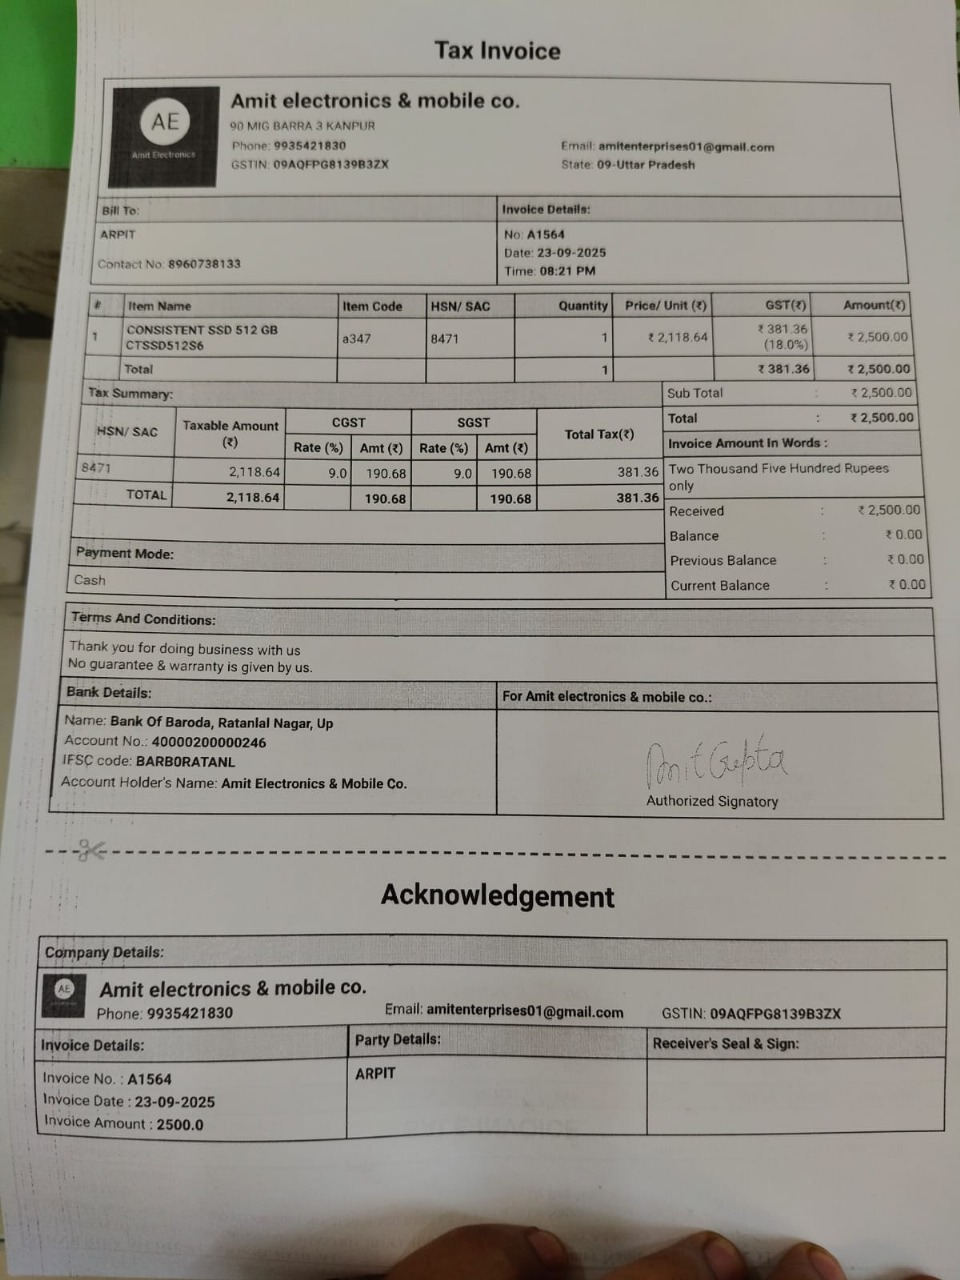 Tax Invoice
AE
Amit Electronics
Amit electronics & mobile co.
90 MIG BARRA 3 KANPUR
Phone: 9935421830 Email: amitenterprises01@gmail.com
GSTIN: 09AQFPG8139B3ZX State: 09-Uttar Pradesh
Bill To: Invoice Details:
ARPIT No: A1564
Date: 23-09-2025
Contact No: 8960738133 Time: 08:21 PM
# Item Name Item Code HSN/ SAC Quantity Price/ Unit (₹) GST(₹) Amount(₹)
1 CONSISTENT SSD 512 GB a347 8471 1 ₹ 2,118.64 ₹ 381.36 ₹ 2,500.00
CTSSD512S6 (18.0%)
Total 1 ₹ 381.36 ₹ 2,500.00
Tax Summary: Sub Total : ₹ 2,500.00
HSN/ SAC Taxable Amount (₹) CGST SGST Total Tax(₹) Total : ₹ 2,500.00
Rate (%) Amt (₹) Rate (%) Amt (₹) Invoice Amount In Words :
8471 2,118.64 9.0 190.68 9.0 190.68 381.36 Two Thousand Five Hundred Rupees
only
TOTAL 2,118.64 190.68 190.68 381.36
Received : ₹ 2,500.00
Balance : ₹ 0.00
Payment Mode: Previous Balance : ₹ 0.00
Cash Current Balance : ₹ 0.00
Terms And Conditions:
Thank you for doing business with us
No guarantee & warranty is given by us.
Bank Details: For Amit electronics & mobile co.:
Name: Bank Of Baroda, Ratanlal Nagar, Up
Account No.: 40000200000246
IFSC code: BARB0RATANL
Account Holder's Name: Amit Electronics & Mobile Co.
Amit Gupta
Authorized Signatory
Acknowledgement
Company Details:
AE
Amit electronics & mobile co.
Phone: 9935421830 Email: amitenterprises01@gmail.com GSTIN: 09AQFPG8139B3ZX
Invoice Details: Party Details: Receiver's Seal & Sign:
Invoice No. : A1564 ARPIT
Invoice Date : 23-09-2025
Invoice Amount : 2500.0